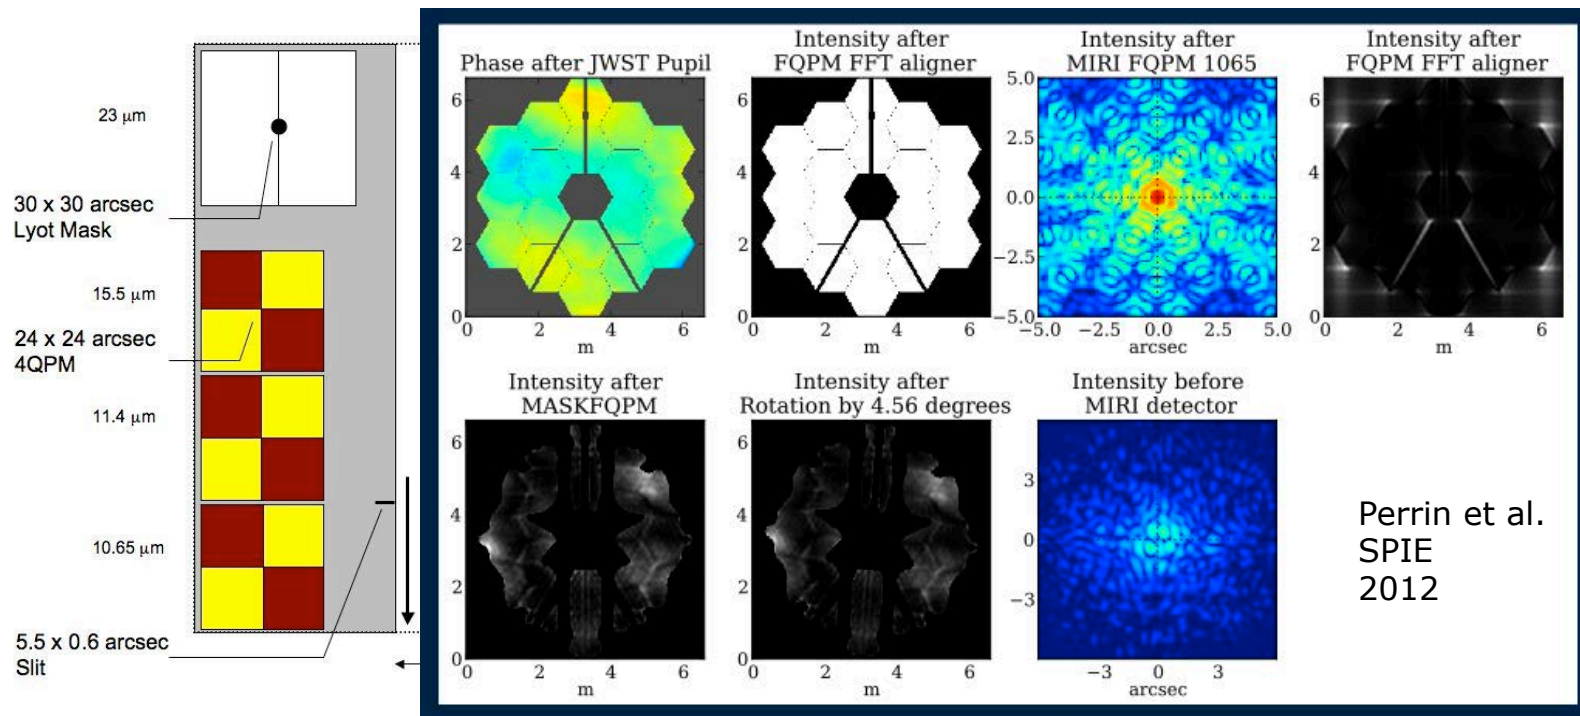 23 μm
30 x 30 arcsec
Lyot Mask
15.5 μm
24 x 24 arcsec
4QPM
11.4 μm
10.65 μm
5.5 x 0.6 arcsec
Slit
Phase after JWST Pupil
6
4
2
0
2
4
6
m
Intensity after
FQPM FFT aligner
6
4
2
0
0
2
4
6
m
Intensity after
MIRI FQPM 1065
5.0
2.5
0.0
−2.5
−5.0
−5.0
−2.5
0.0
2.5
5.0
arcsec
Intensity after
FQPM FFT aligner
6
4
2
0
0
2
4
6
m
Intensity after
MASKFQPM
6
4
2
0
0
2
4
6
m
Intensity after
Rotation by 4.56 degrees
6
4
2
0
0
2
4
6
m
Intensity before
MIRI detector
3
0
−3
−3
0
3
arcsec
Perrin et al.
SPIE
2012